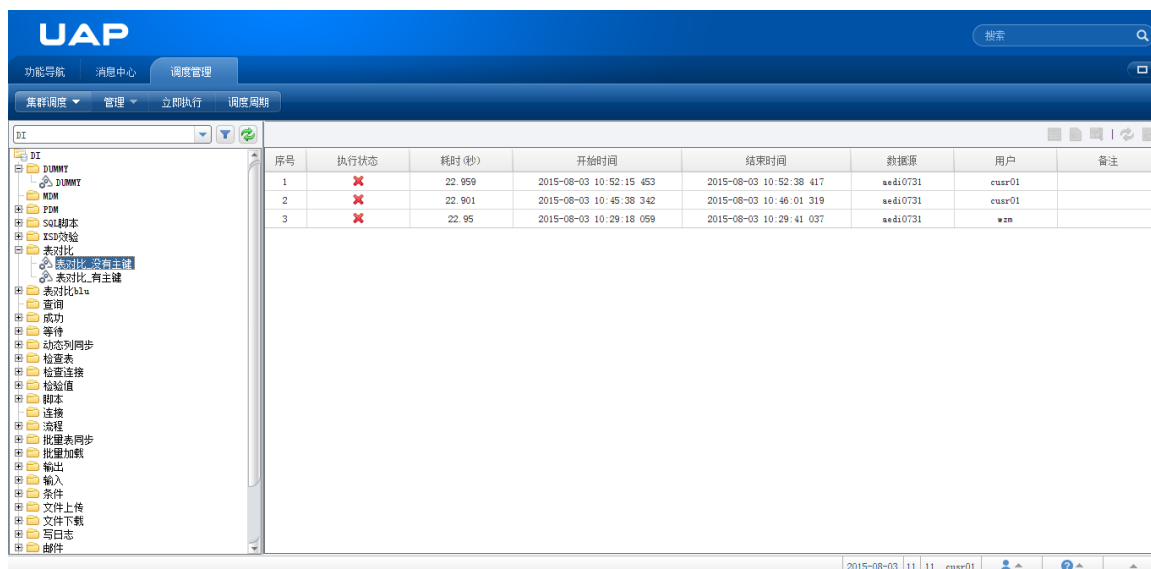 UAP
搜索
功能导航 消息中心 调度管理
集群调度 管理 立即执行 调度周期
DI
DI
DUMMY
DUMMY
MDM
PDM
SQL脚本
XSD效验
表对比
表对比_没有主键
表对比_有主键
表对比blu
查询
成功
等待
动态列同步
检查表
检查连接
检验值
脚本
连接
流程
批量表同步
批量加载
输出
输入
条件
文件上传
文件下载
写日志
邮件
序号 执行状态 耗时(秒) 开始时间 结束时间 数据源 用户 备注
1 22.959 2015-08-03 10:52:15 453 2015-08-03 10:52:38 417 aedi0731 cusr01
2 22.901 2015-08-03 10:45:38 342 2015-08-03 10:46:01 319 aedi0731 cusr01
3 22.95 2015-08-03 10:29:18 059 2015-08-03 10:29:41 037 aedi0731 wzm
2015-08-03 11 11 cusr01